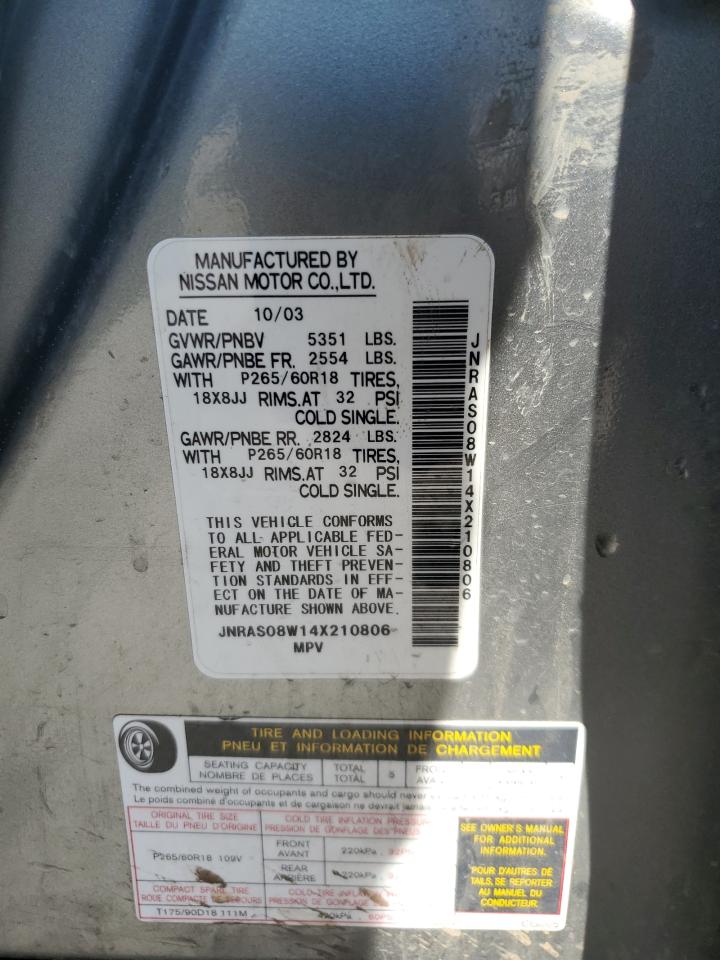 MANUFACTURED BY
NISSAN MOTOR CO.,LTD.
DATE 10/03
GVWR/PNBV 5351 LBS.
GAWR/PNBE FR. 2554 LBS.
WITH P265/60R18 TIRES,
18X8JJ RIMS.AT 32 PSI
COLD SINGLE.
GAWR/PNBE RR. 2824 LBS.
WITH P265/60R18 TIRES,
18X8JJ RIMS.AT 32 PSI
COLD SINGLE.
THIS VEHICLE CONFORMS
TO ALL APPLICABLE FED-
ERAL MOTOR VEHICLE SA-
FETY AND THEFT PREVEN-
TION STANDARDS IN EFF-
ECT ON THE DATE OF MA-
NUFACTURE SHOWN ABOVE.
JNRAS08W14X210806
MPV
JNRAS08W14X210806
TIRE AND LOADING INFORMATION
PNEU ET INFORMATION DE CHARGEMENT
SEATING CAPACITY TOTAL 5
NOMBRE DE PLACES TOTAL
The combined weight of occupants and cargo should never
Le poids combiné d'occupants et de cargaison ne devrait jamais
ORIGINAL TIRE SIZE COLD TIRE INFLATION
TAILLE DU PNEU D'ORIGINE PRESSION DE GONFLAGE DES
P265/60R18 109V FRONT 220kPa
AVANT
REAR 220kPa
ARRIÈRE
COMPACT SPARE TIRE COLD TIRE
ROUE COMPACTE DE SECOURS PRESSION DE GONFLAGE
T175/90D18 111M 420kPa
SEE OWNER'S MANUAL
FOR ADDITIONAL
INFORMATION.
POUR D'AUTRES DE
TAILS, SE REPORTER
AU MANUEL DU
CONDUCTEUR.